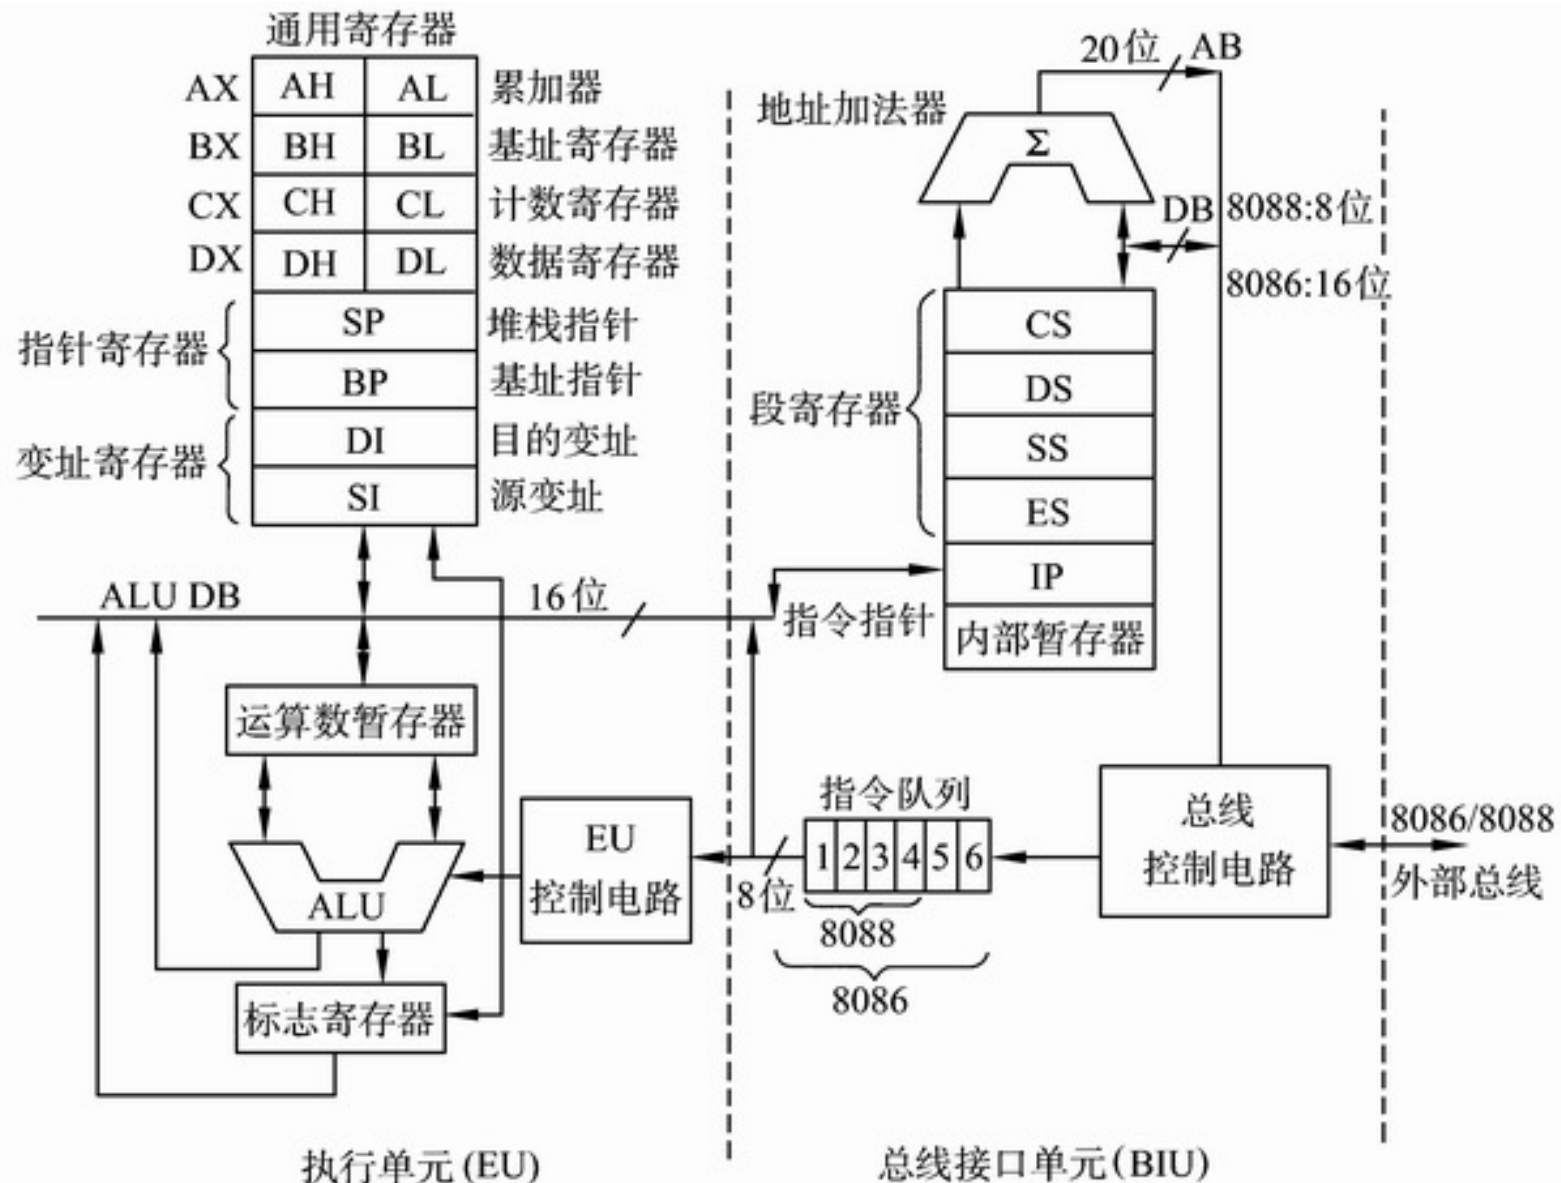 通用寄存器
AX AH AL 累加器
BX BH BL 基址寄存器
CX CH CL 计数寄存器
DX DH DL 数据寄存器
指针寄存器
SP 堆栈指针
BP 基址指针
变址寄存器
DI 目的变址
SI 源变址
ALU DB
16位
运算数暂存器
ALU
标志寄存器
EU
控制电路
执行单元(EU)
20位 AB
地址加法器
Σ
DB
8088:8位
8086:16位
段寄存器
CS
DS
SS
ES
IP
指令指针
内部暂存器
指令队列
1 2 3 4 5 6
8位
8088
8086
总线
控制电路
8086/8088
外部总线
总线接口单元(BIU)